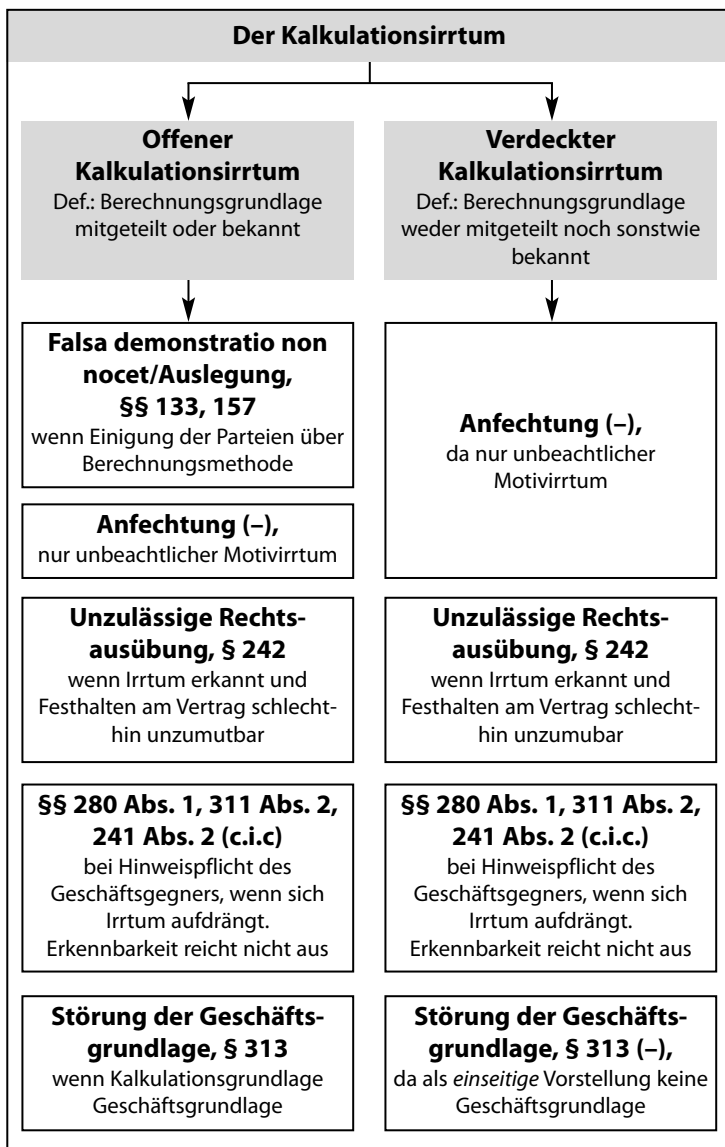 Der Kalkulationsirrtum
Offener
Kalkulationsirrtum
Def.: Berechnungsgrundlage
mitgeteilt oder bekannt
Falsa demonstratio non
nocet/Auslegung,
§§ 133, 157
wenn Einigung der Parteien über
Berechnungsmethode
Anfechtung (–),
nur unbeachtlicher Motivirrtum
Unzulässige Rechts-
ausübung, § 242
wenn Irrtum erkannt und
Festhalten am Vertrag schlecht-
hin unzumutbar
§§ 280 Abs. 1, 311 Abs. 2,
241 Abs. 2 (c.i.c)
bei Hinweispflicht des
Geschäftsgegners, wenn sich
Irrtum aufdrängt.
Erkennbarkeit reicht nicht aus
Störung der Geschäfts-
grundlage, § 313
wenn Kalkulationsgrundlage
Geschäftsgrundlage
Verdeckter
Kalkulationsirrtum
Def.: Berechnungsgrundlage
weder mitgeteilt noch sonstwie
bekannt
Anfechtung (–),
da nur unbeachtlicher
Motivirrtum
Unzulässige Rechts-
ausübung, § 242
wenn Irrtum erkannt und
Festhalten am Vertrag schlecht-
hin unzumubar
§§ 280 Abs. 1, 311 Abs. 2,
241 Abs. 2 (c.i.c.)
bei Hinweispflicht des
Geschäftsgegners, wenn sich
Irrtum aufdrängt.
Erkennbarkeit reicht nicht aus
Störung der Geschäfts-
grundlage, § 313 (–),
da als einseitige Vorstellung keine
Geschäftsgrundlage